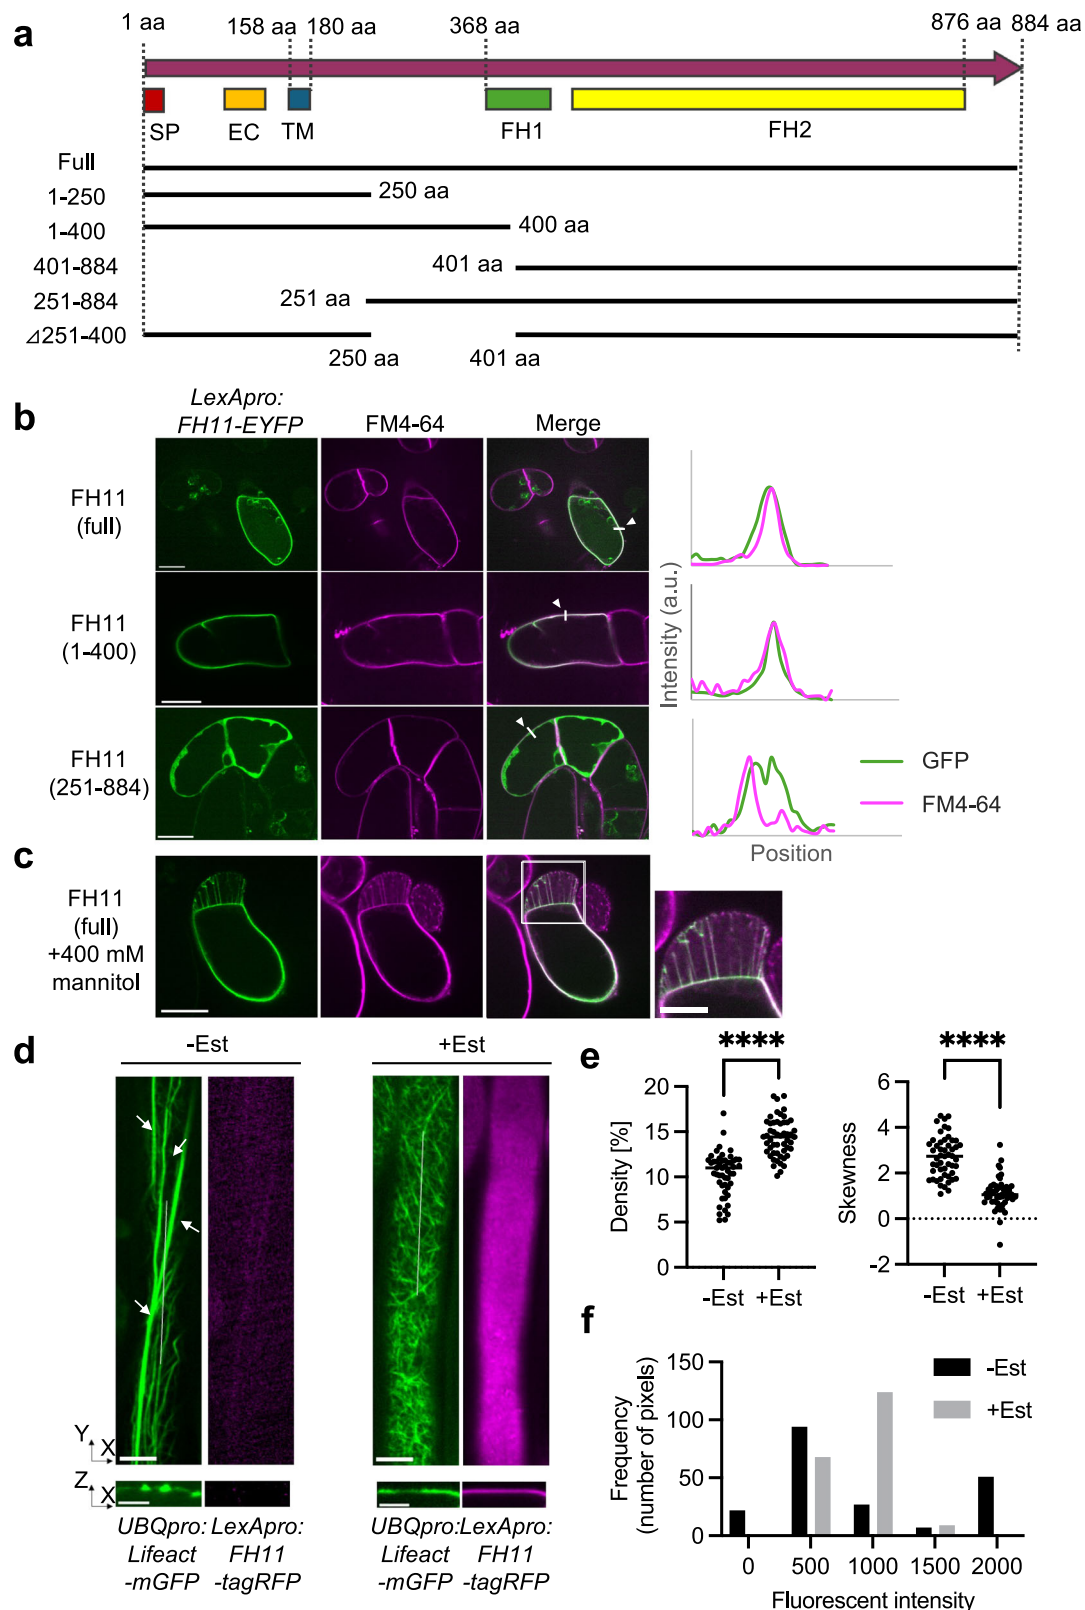 a
1 aa
158 aa
180 aa
368 aa
876 aa
884 aa
SP
EC
TM
FH1
FH2
Full
1-250
250 aa
1-400
400 aa
401-884
401 aa
251-884
251 aa
⊿251-400
250 aa
401 aa
b
LexApro:
FH11-EYFP
FM4-64
Merge
FH11
(full)
FH11
(1-400)
FH11
(251-884)
Intensity (a.u.)
Position
GFP
FM4-64
c
FH11
(full)
+400 mM
mannitol
d
-Est
+Est
Y
X
Z
X
UBQpro:
Lifeact
-mGFP
LexApro:
FH11
-tagRFP
UBQpro:
Lifeact
-mGFP
LexApro:
FH11
-tagRFP
e
****
Density [%]
20
15
10
5
0
-Est
+Est
****
Skewness
6
4
2
0
-2
-Est
+Est
f
Frequency
(number of pixels)
150
100
50
0
0
500
1000
1500
2000
Fluorescent intensity
-Est
+Est